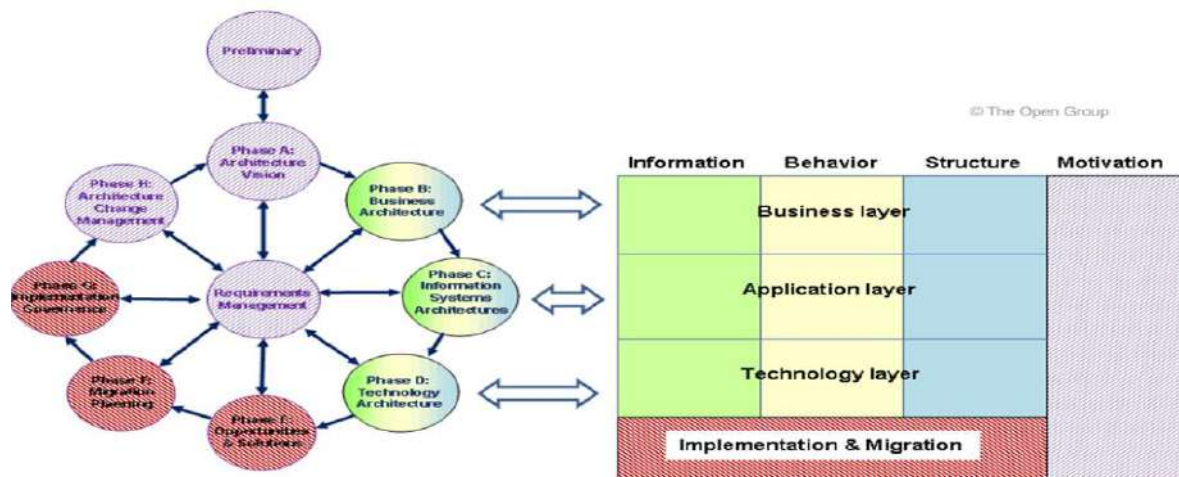 Preliminary
© The Open Group
Phase A:
Architecture
Vision
Information Behavior Structure Motivation
Phase H:
Architecture
Change
Management
Phase B:
Business
Architecture
Business layer
Phase G:
Implementation
Governance
Requirements
Management
Phase C:
Information
Systems
Architectures
Application layer
Phase F:
Migration
Planning
Phase E:
Opportunities
& Solutions
Phase D:
Technology
Architecture
Technology layer
Implementation & Migration